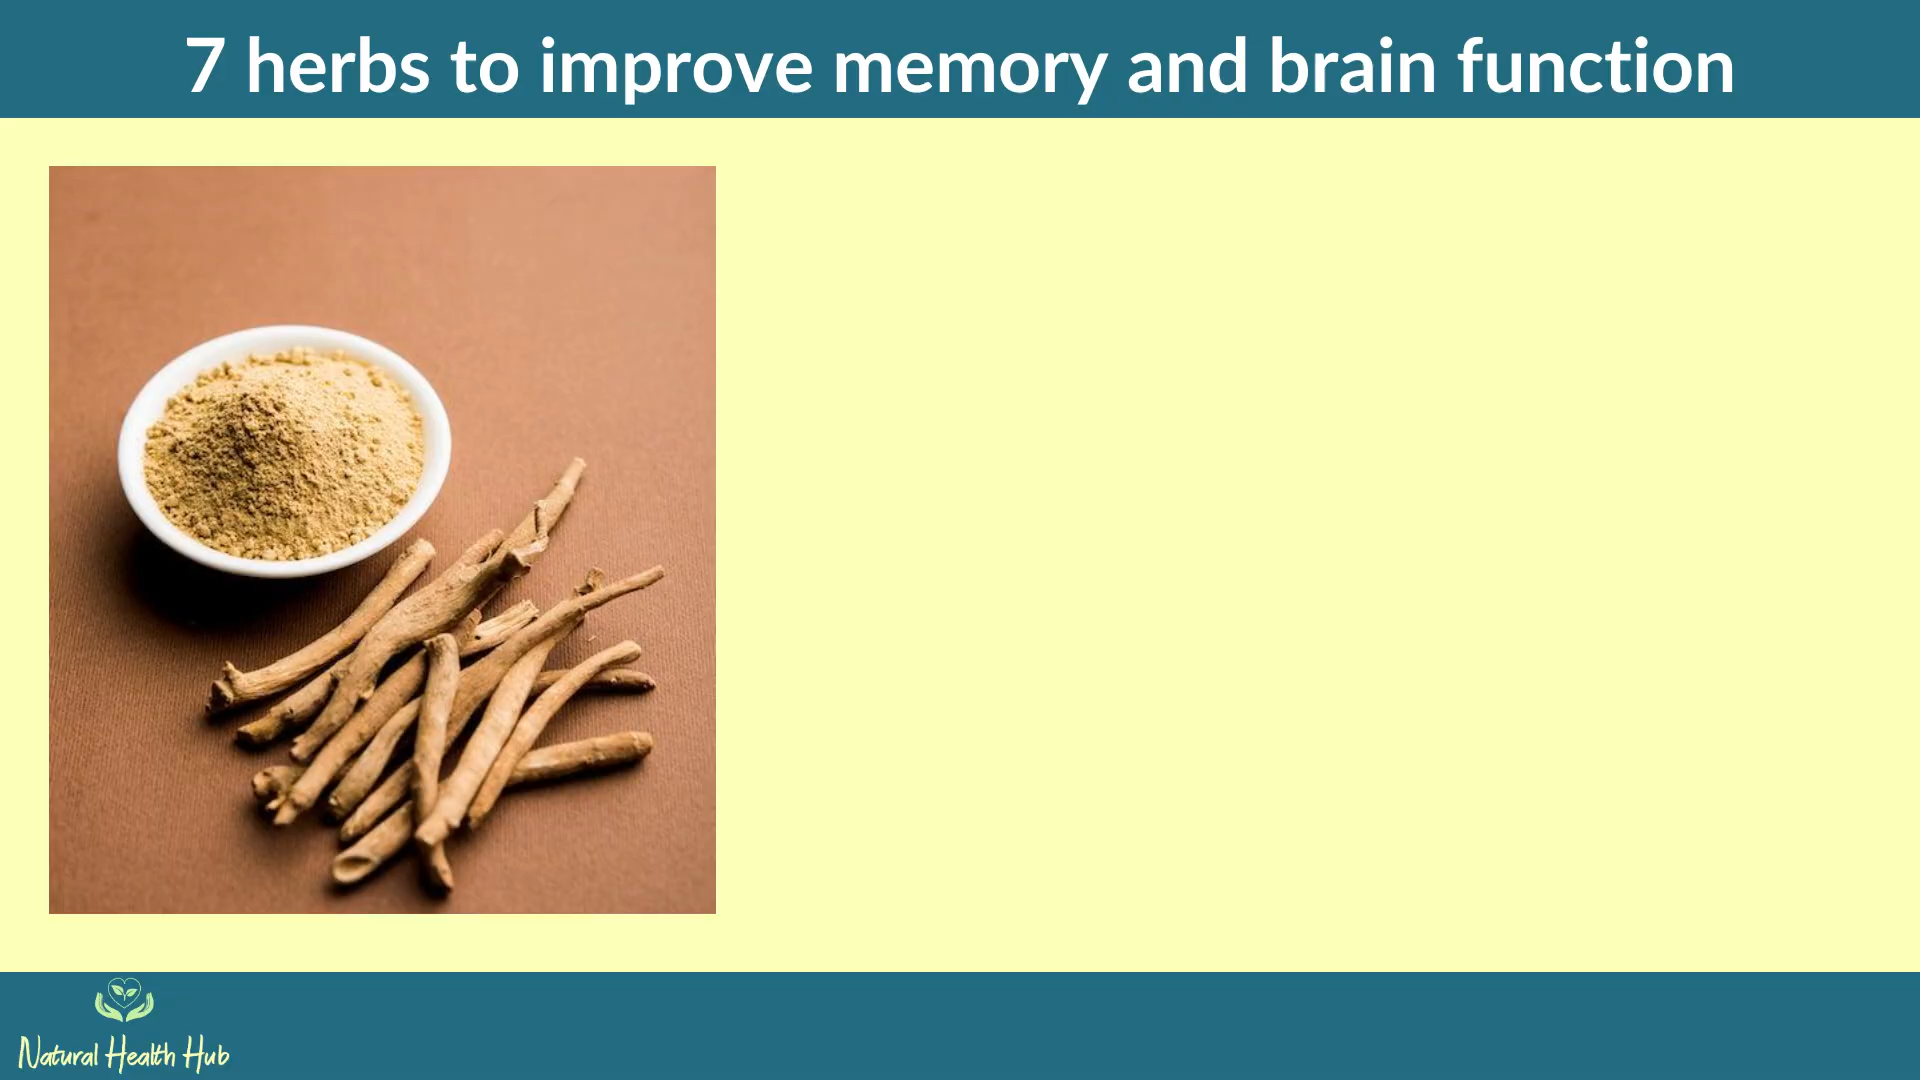 7 herbs to improve memory and brain function
Natural Health Hub